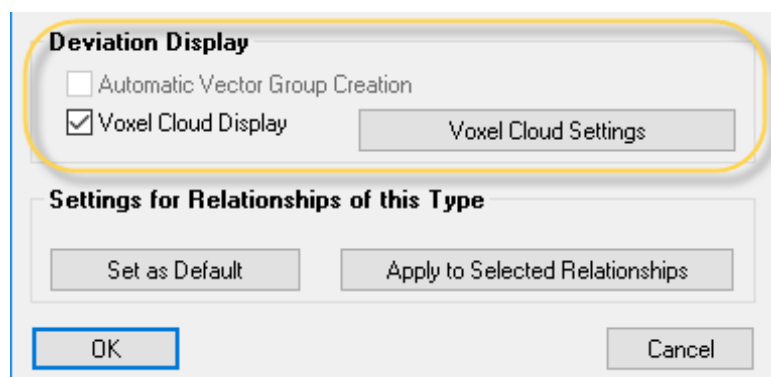 Deviation Display
Automatic Vector Group Creation
Voxel Cloud Display
Voxel Cloud Settings
Settings for Relationships of this Type
Set as Default
Apply to Selected Relationships
OK
Cancel